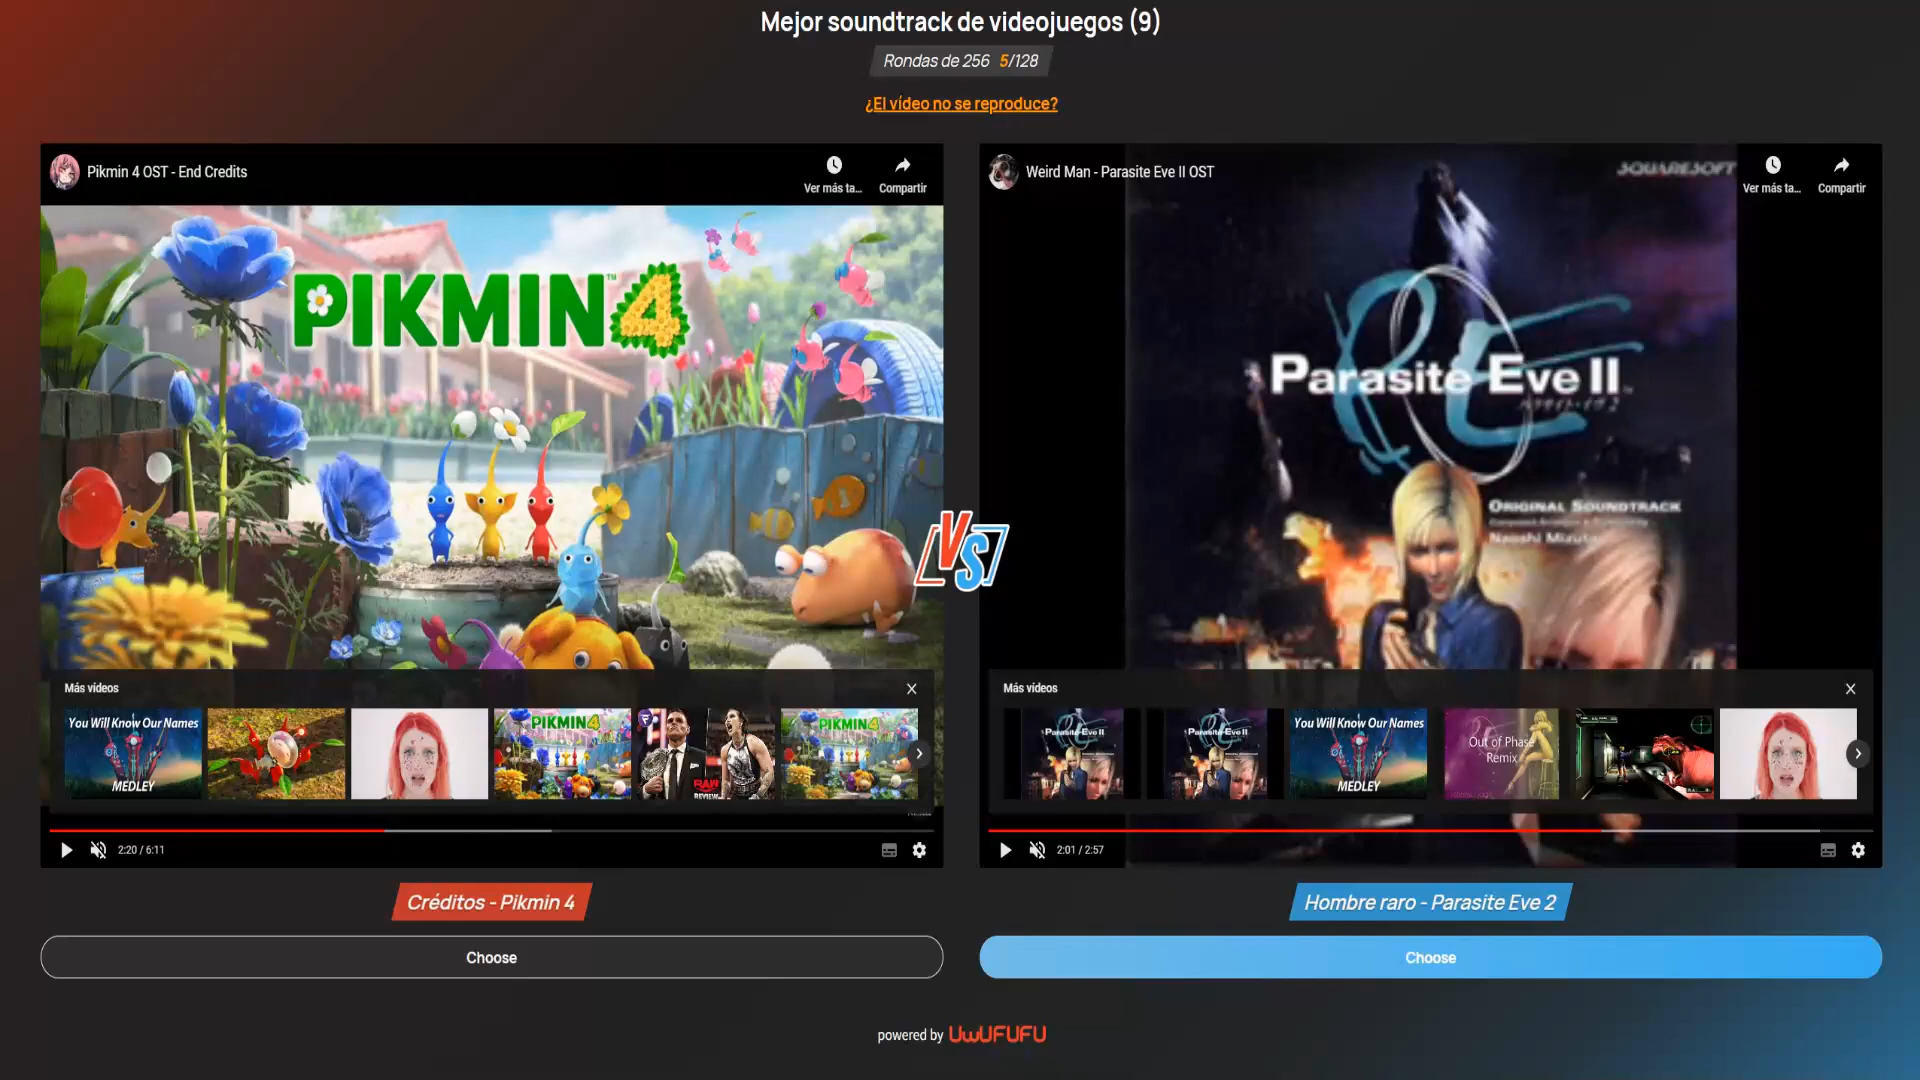 Mejor soundtrack de videojuegos (9)
Rondas de 256 5/128
¿El vídeo no se reproduce?
Pikmin 4 OST - End Credits
Ver más ta...
Compartir
PIKMIN 4
Más vídeos
You Will Know Our Names
MEDLEY
PIKMIN 4
RAW
REVIEW
PIKMIN 4
2:20 / 6:11
Créditos - Pikmin 4
Choose
VS
Weird Man - Parasite Eve II OST
SQUARESOFT
Ver más ta...
Compartir
Parasite Eve II
ORIGINAL SOUNDTRACK
Naoshi Mizuta
Más vídeos
Parasite Eve II
Parasite Eve II
You Will Know Our Names
MEDLEY
Out of Phase
Remix
2:01 / 2:57
Hombre raro - Parasite Eve 2
Choose
powered by UwUFUFU